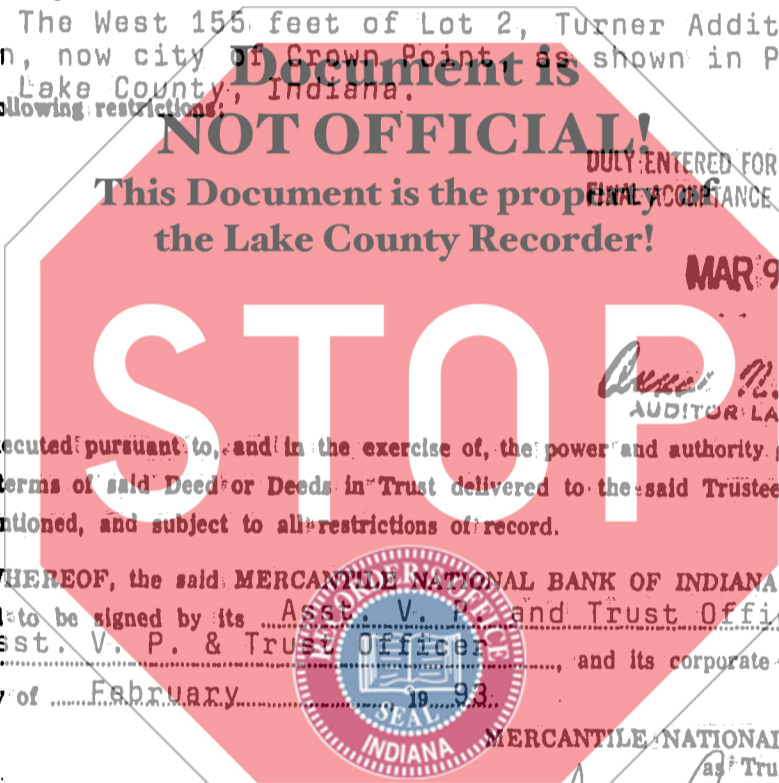 The West 155 feet of Lot 2, Turner Addit
n, now city of Crown Point, as shown in P
Lake County, Indiana.
ollowing restrictions:
Document is
NOT OFFICIAL!
This Document is the property of
the Lake County Recorder!
DULY ENTERED FOR
FINAL ACCEPTANCE
MAR 9
STOP
AUDITOR LA
ecuted pursuant to, and in the exercise of, the power and authority
terms of said Deed or Deeds in Trust delivered to the said Trustee
ntioned, and subject to all restrictions of record.
HEREOF, the said MERCANTILE NATIONAL BANK OF INDIANA
to be signed by its Asst. V. P. and Trust Offi
sst. V. P. & Trust Officer, and its corporate
of February 19 93.
RECORDER'S OFFICE
SEAL
INDIANA
MERCANTILE NATIONAL
as Tru